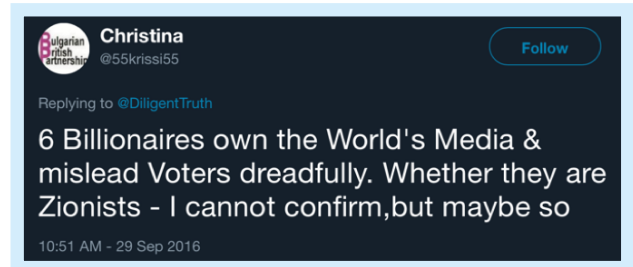 Bulgarian
British
Partnership
Christina
@55krissi55
Follow
Replying to @DiligentTruth
6 Billionaires own the World's Media &
mislead Voters dreadfully. Whether they are
Zionists - I cannot confirm,but maybe so
10:51 AM - 29 Sep 2016